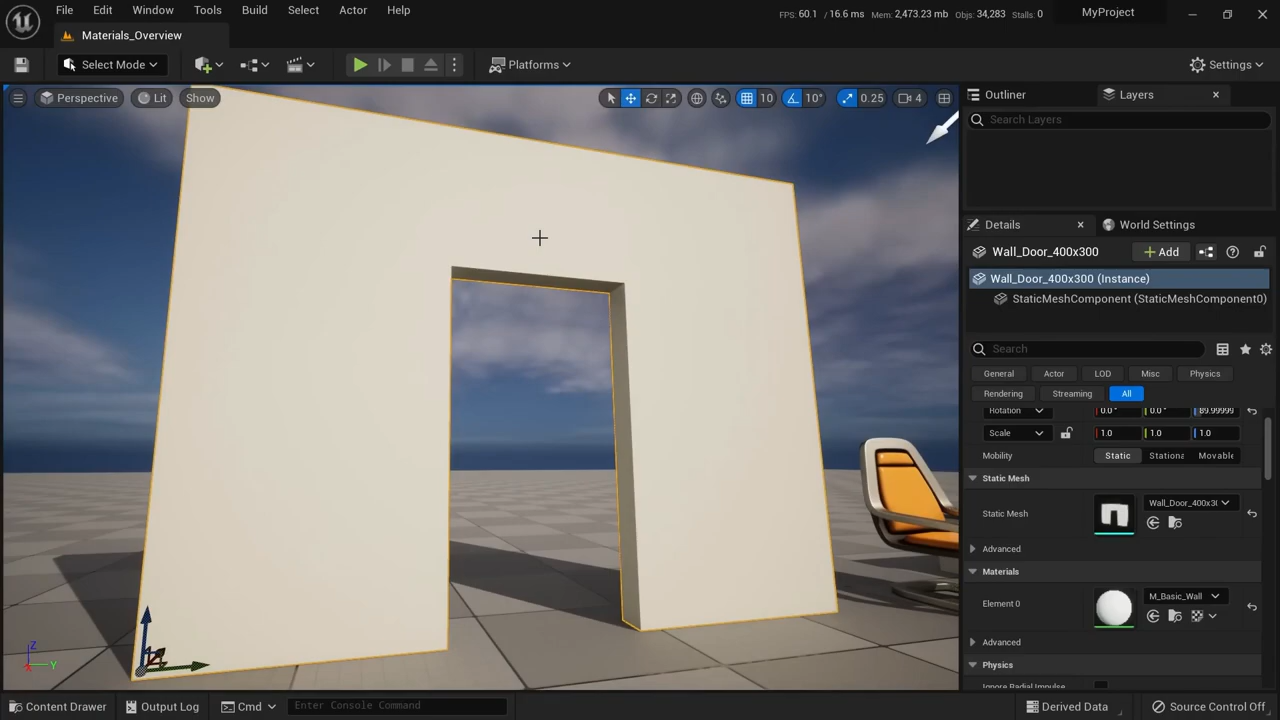 File Edit Window Tools Build Select Actor Help
FPS: 60.1 / 16.6 ms Mem: 2,473.23 mb Objs: 34,283 Stalls: 0
MyProject
Materials_Overview
Select Mode
Platforms
Settings
Perspective
Lit
Show
10
10°
0.25
4
Outliner
Layers
Search Layers
Details
World Settings
Wall_Door_400x300
Add
Wall_Door_400x300 (Instance)
StaticMeshComponent (StaticMeshComponent0)
Search
General Actor LOD Misc Physics
Rendering Streaming All
Rotation 0.0° 0.0° 89.99999
Scale 1.0 1.0 1.0
Mobility Static Stationa Movable
Static Mesh
Static Mesh Wall_Door_400x30
Advanced
Materials
Element 0 M_Basic_Wall
Advanced
Physics
Ignore Radial Impulse
Z
Y
X
Content Drawer
Output Log
Cmd
Enter Console Command
Derived Data
Source Control Off